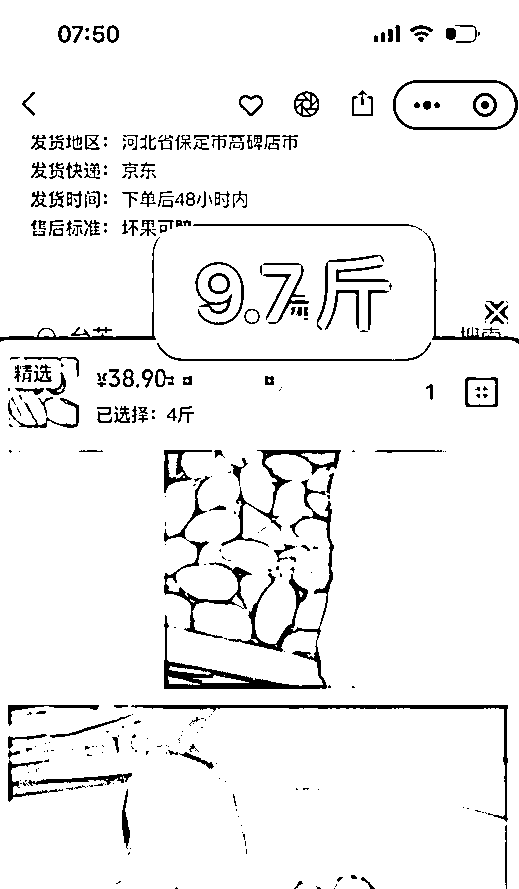 07:50
发货地区：河北省保定市高碑店市
发货快递：京东
发货时间：下单后48小时内
售后标准：坏果可赔
9.7斤
精选
¥38.90
1
已选择：4斤